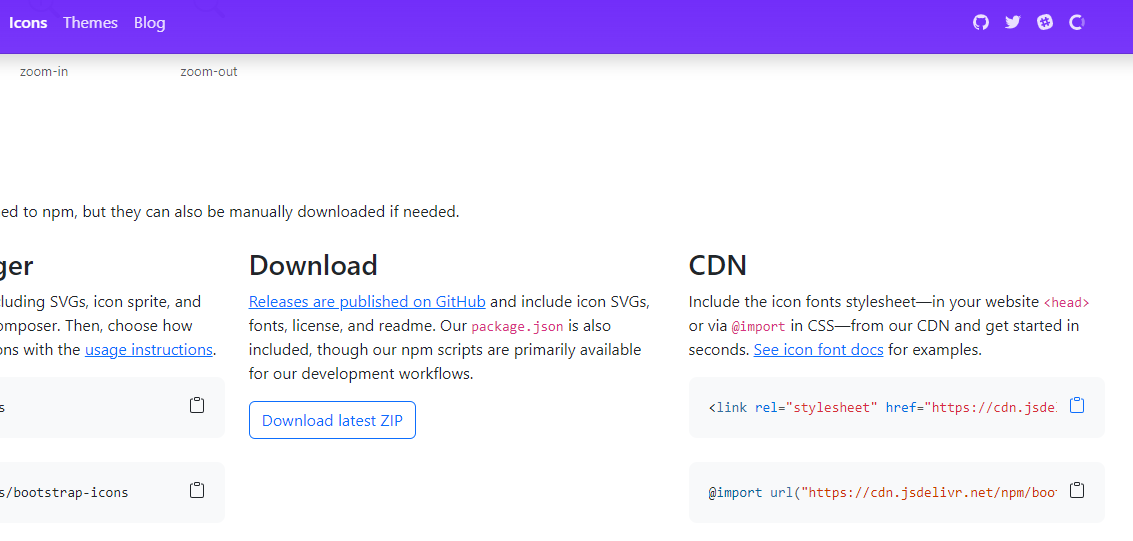 Icons Themes Blog
zoom-in zoom-out
ed to npm, but they can also be manually downloaded if needed.
ger
luding SVGs, icon sprite, and
omposer. Then, choose how
ons with the usage instructions.
s
s/bootstrap-icons
Download
Releases are published on GitHub and include icon SVGs,
fonts, license, and readme. Our package.json is also
included, though our npm scripts are primarily available
for our development workflows.
Download latest ZIP
CDN
Include the icon fonts stylesheet—in your website <head>
or via @import in CSS—from our CDN and get started in
seconds. See icon font docs for examples.
<link rel="stylesheet" href="https://cdn.jsde
@import url("https://cdn.jsdelivr.net/npm/boo